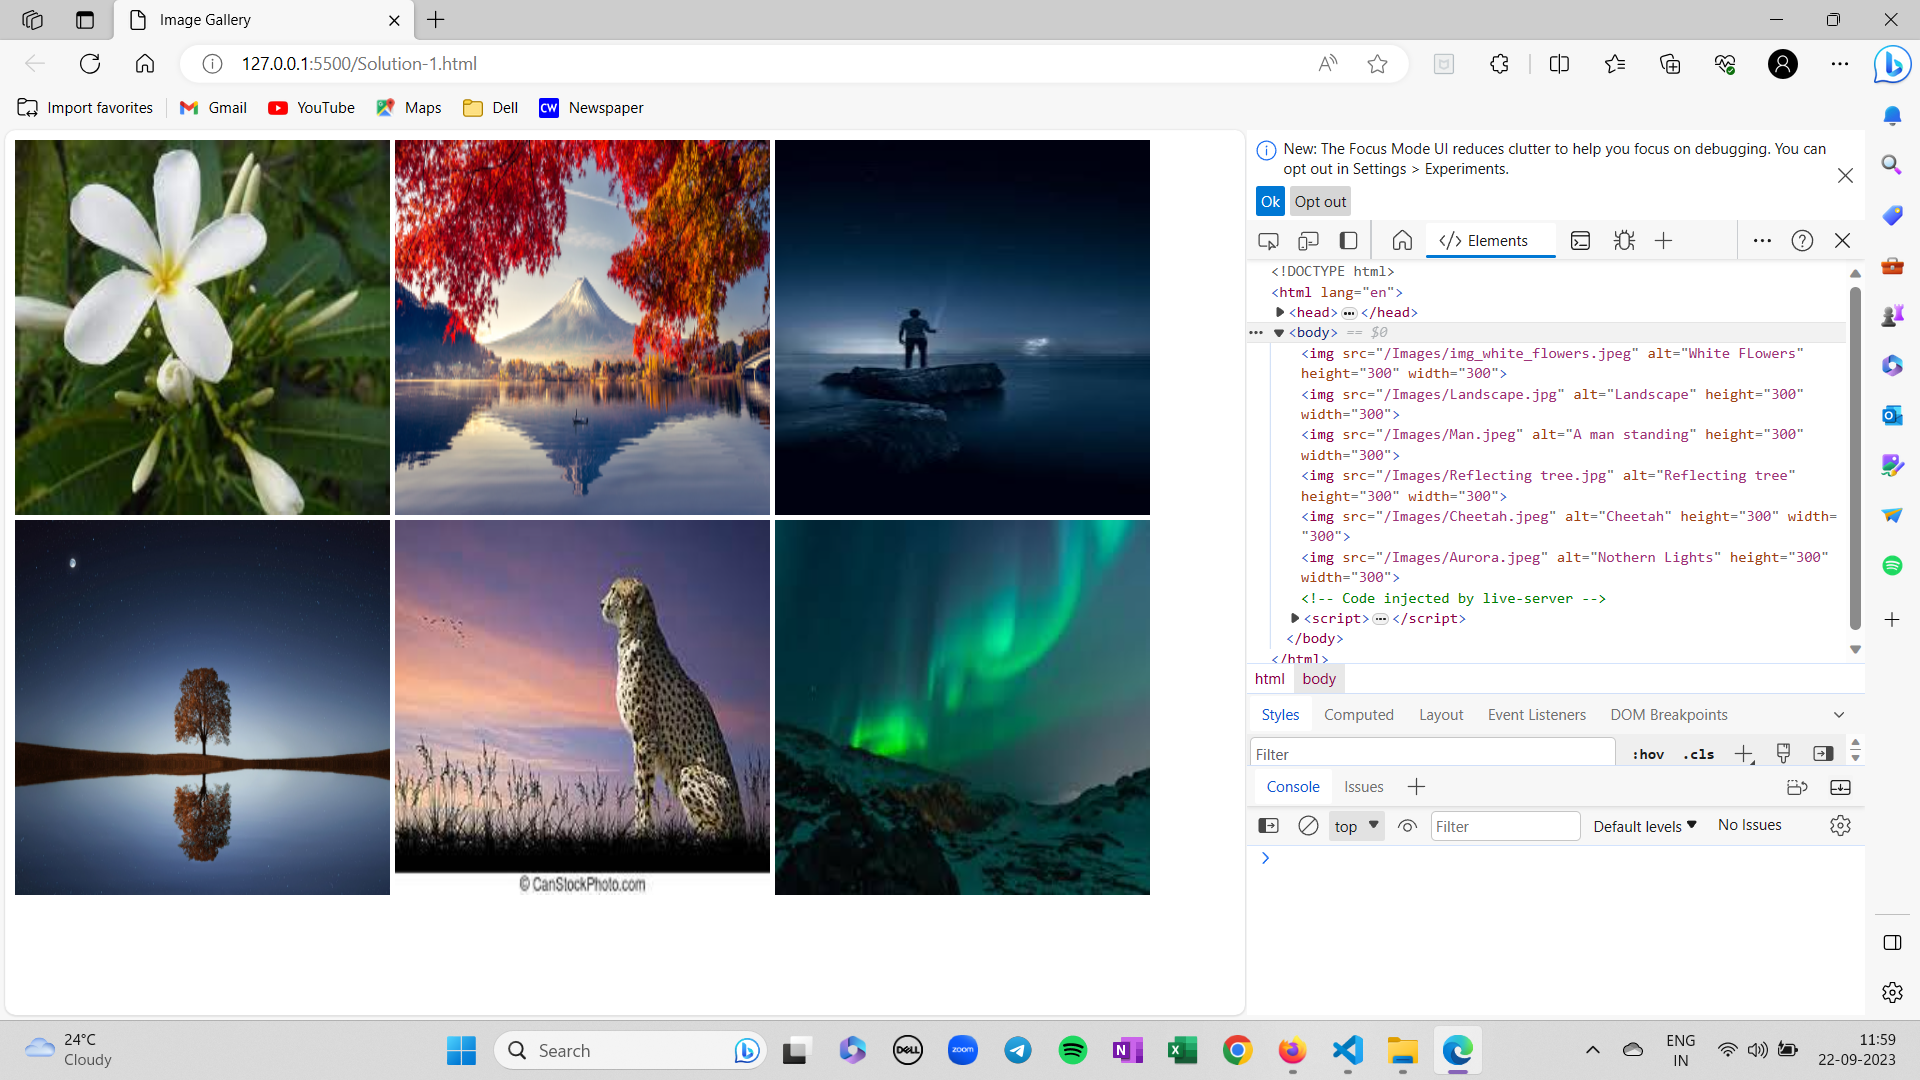 Image Gallery
127.0.0.1:5500/Solution-1.html
Import favorites
Gmail
YouTube
Maps
Dell
CW Newspaper
© CanStockPhoto.com
New: The Focus Mode UI reduces clutter to help you focus on debugging. You can
opt out in Settings > Experiments.
Ok
Opt out
</> Elements
<!DOCTYPE html>
<html lang="en">
<head> ••• </head>
••• <body> == $0
<img src="/Images/img_white_flowers.jpeg" alt="White FLowers"
height="300" width="300">
<img src="/Images/Landscape.jpg" alt="Landscape" height="300"
width="300">
<img src="/Images/Man.jpeg" alt="A man standing" height="300"
width="300">
<img src="/Images/Reflecting tree.jpg" alt="Reflecting tree"
height="300" width="300">
<img src="/Images/Cheetah.jpeg" alt="Cheetah" height="300" width=
"300">
<img src="/Images/Aurora.jpeg" alt="Nothern Lights" height="300"
width="300">
<!-- Code injected by live-server -->
<script> ••• </script>
</body>
</html>
html body
Styles Computed Layout Event Listeners DOM Breakpoints
Filter :hov .cls
Console Issues
top Filter Default levels No Issues
24°C
Cloudy
Search
DELL
zoom
ENG
IN
11:59
22-09-2023